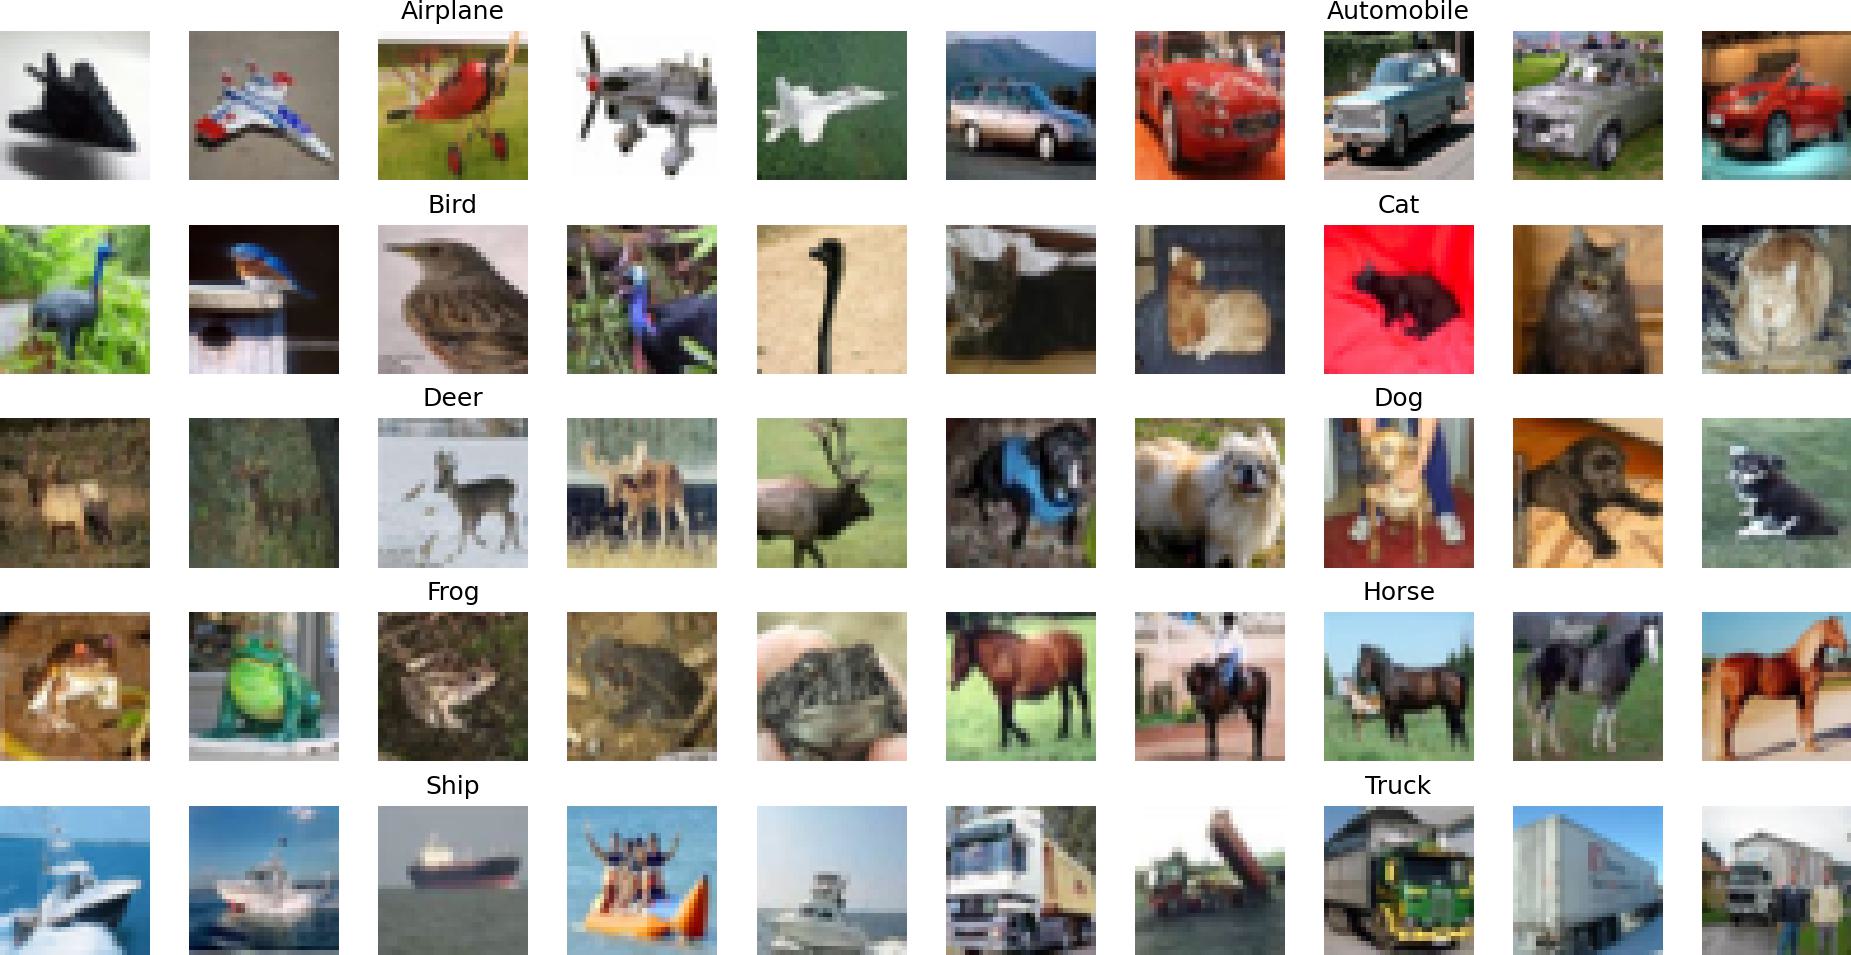 Airplane
Automobile
Bird
Cat
Deer
Dog
Frog
Horse
Ship
Truck